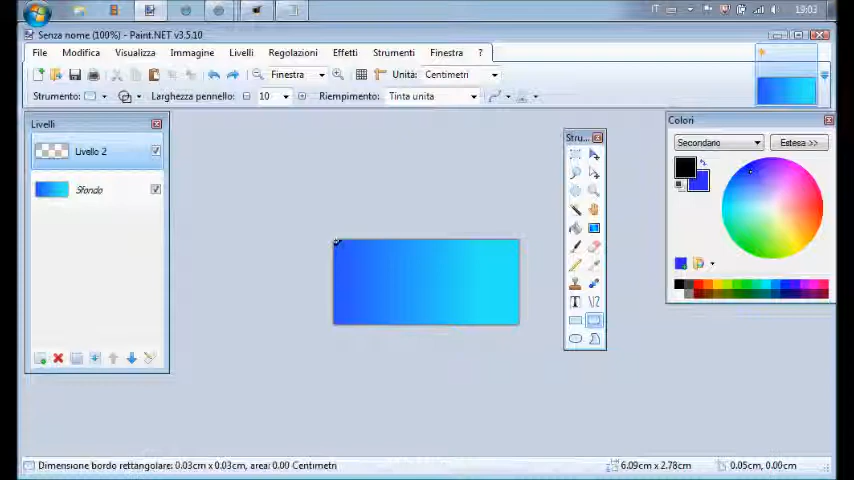 IT
19:03
Senza nome (100%) - Paint.NET v3.5.10
File Modifica Visualizza Immagine Livelli Regolazioni Effetti Strumenti Finestra ?
Finestra Unità: Centimetri
Strumento: Larghezza pennello: 10 Riempimento: Tinta unita
Livelli
Livello 2
Sfondo
Stru...
Colori
Secondario Estesa >>
Dimensione bordo rettangolare: 0.03cm x 0.03cm, area: 0.00 Centimetri 6.09cm x 2.78cm 0.05cm, 0.00cm